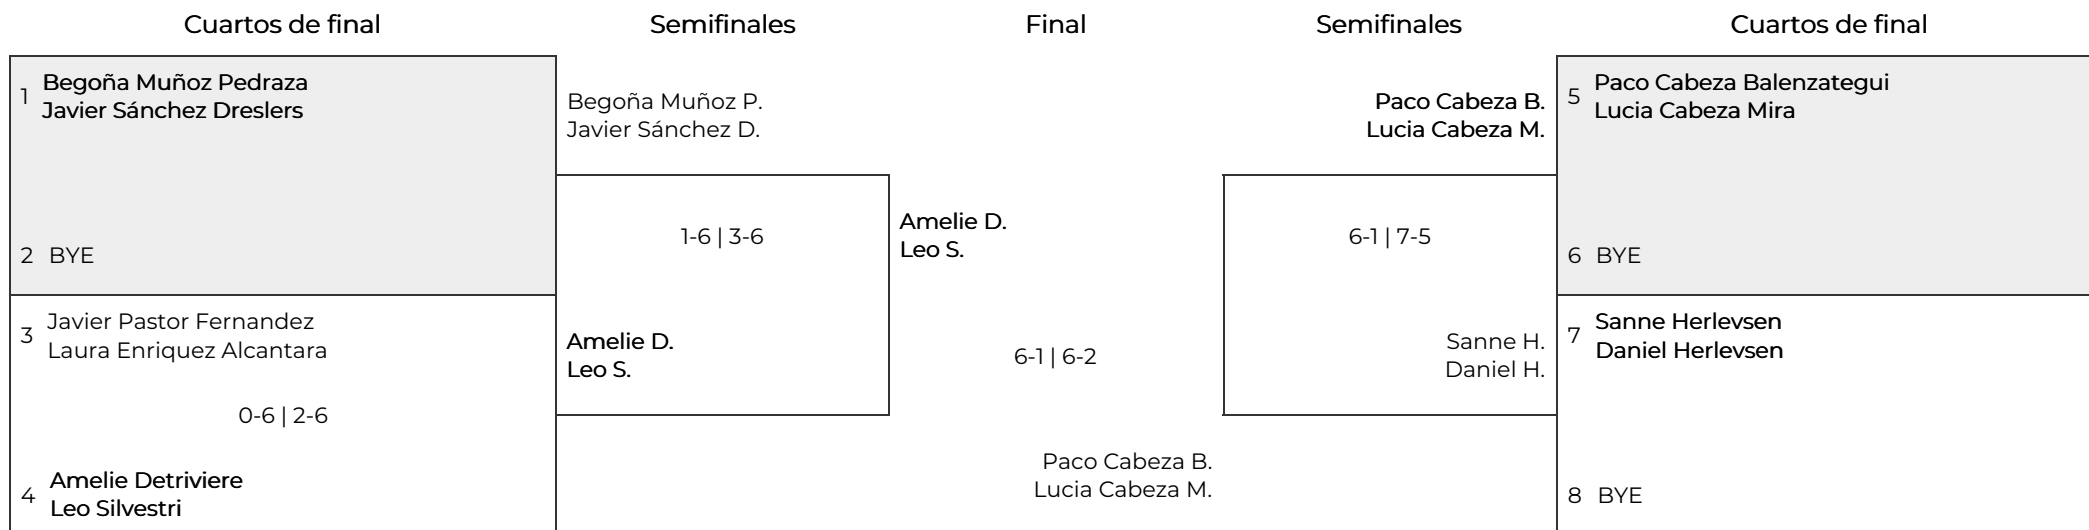 Cuartos de final
Semifinales
Final
Semifinales
Cuartos de final
1
Begoña Muñoz Pedraza
Javier Sánchez Dreslers
2 BYE
3
Javier Pastor Fernandez
Laura Enriquez Alcantara
0-6 | 2-6
4
Amelie Detriviere
Leo Silvestri
Begoña Muñoz P.
Javier Sánchez D.
1-6 | 3-6
Amelie D.
Leo S.
Amelie D.
Leo S.
6-1 | 6-2
Paco Cabeza B.
Lucia Cabeza M.
Paco Cabeza B.
Lucia Cabeza M.
6-1 | 7-5
Sanne H.
Daniel H.
5
Paco Cabeza Balenzategui
Lucia Cabeza Mira
6 BYE
7
Sanne Herlevsen
Daniel Herlevsen
8 BYE